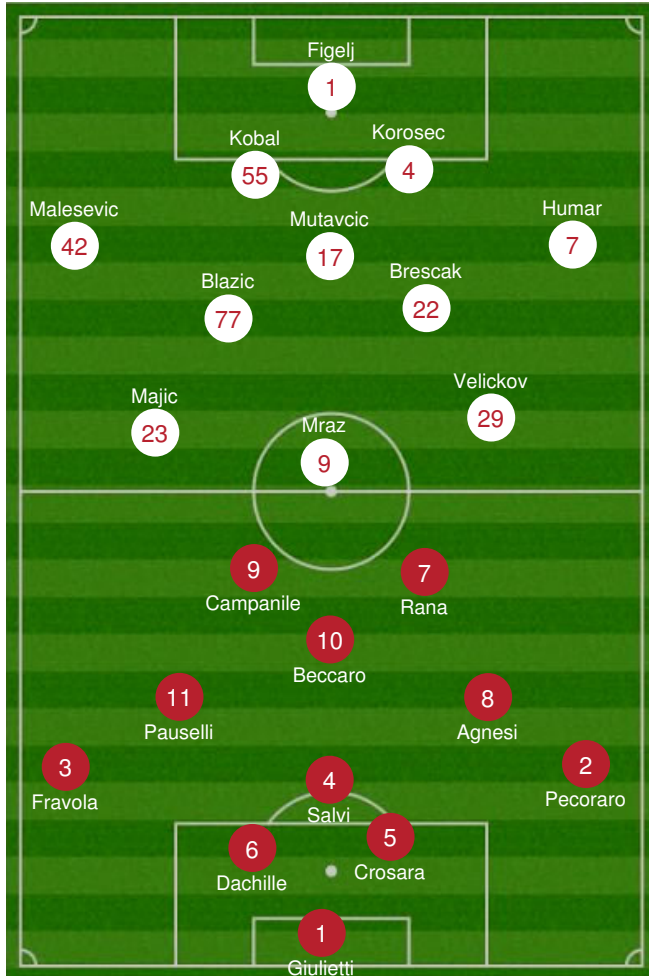 Figelj
1
Kobal
55
Korosec
4
Malesevic
42
Mutavcic
17
Humar
7
Blazic
77
Brescak
22
Majic
23
Velickov
29
Mraz
9
9
Campanile
7
Rana
10
Beccaro
11
Pauselli
8
Agnesi
3
Fravola
2
Pecoraro
4
Salvi
6
Dachille
5
Crosara
1
Giulietti